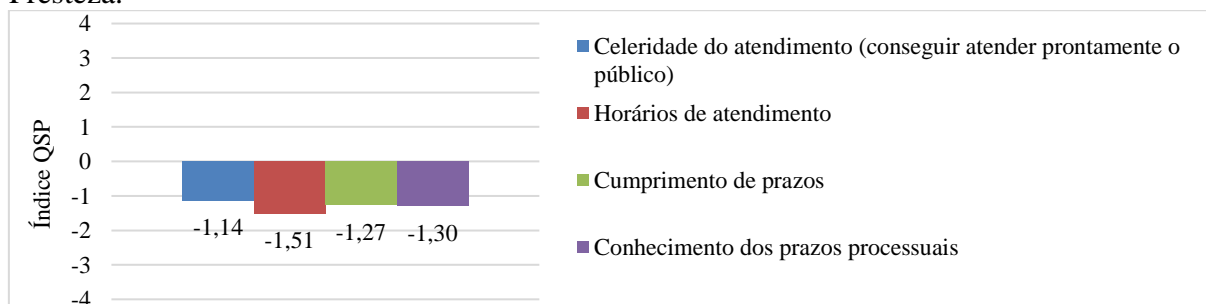 Presteza.
4
3
2
1
0
-1
-2
-3
-4
Índice QSP
-1,14
-1,51
-1,27
-1,30
Celeridade do atendimento (conseguir atender prontamente o
público)
Horários de atendimento
Cumprimento de prazos
Conhecimento dos prazos processuais